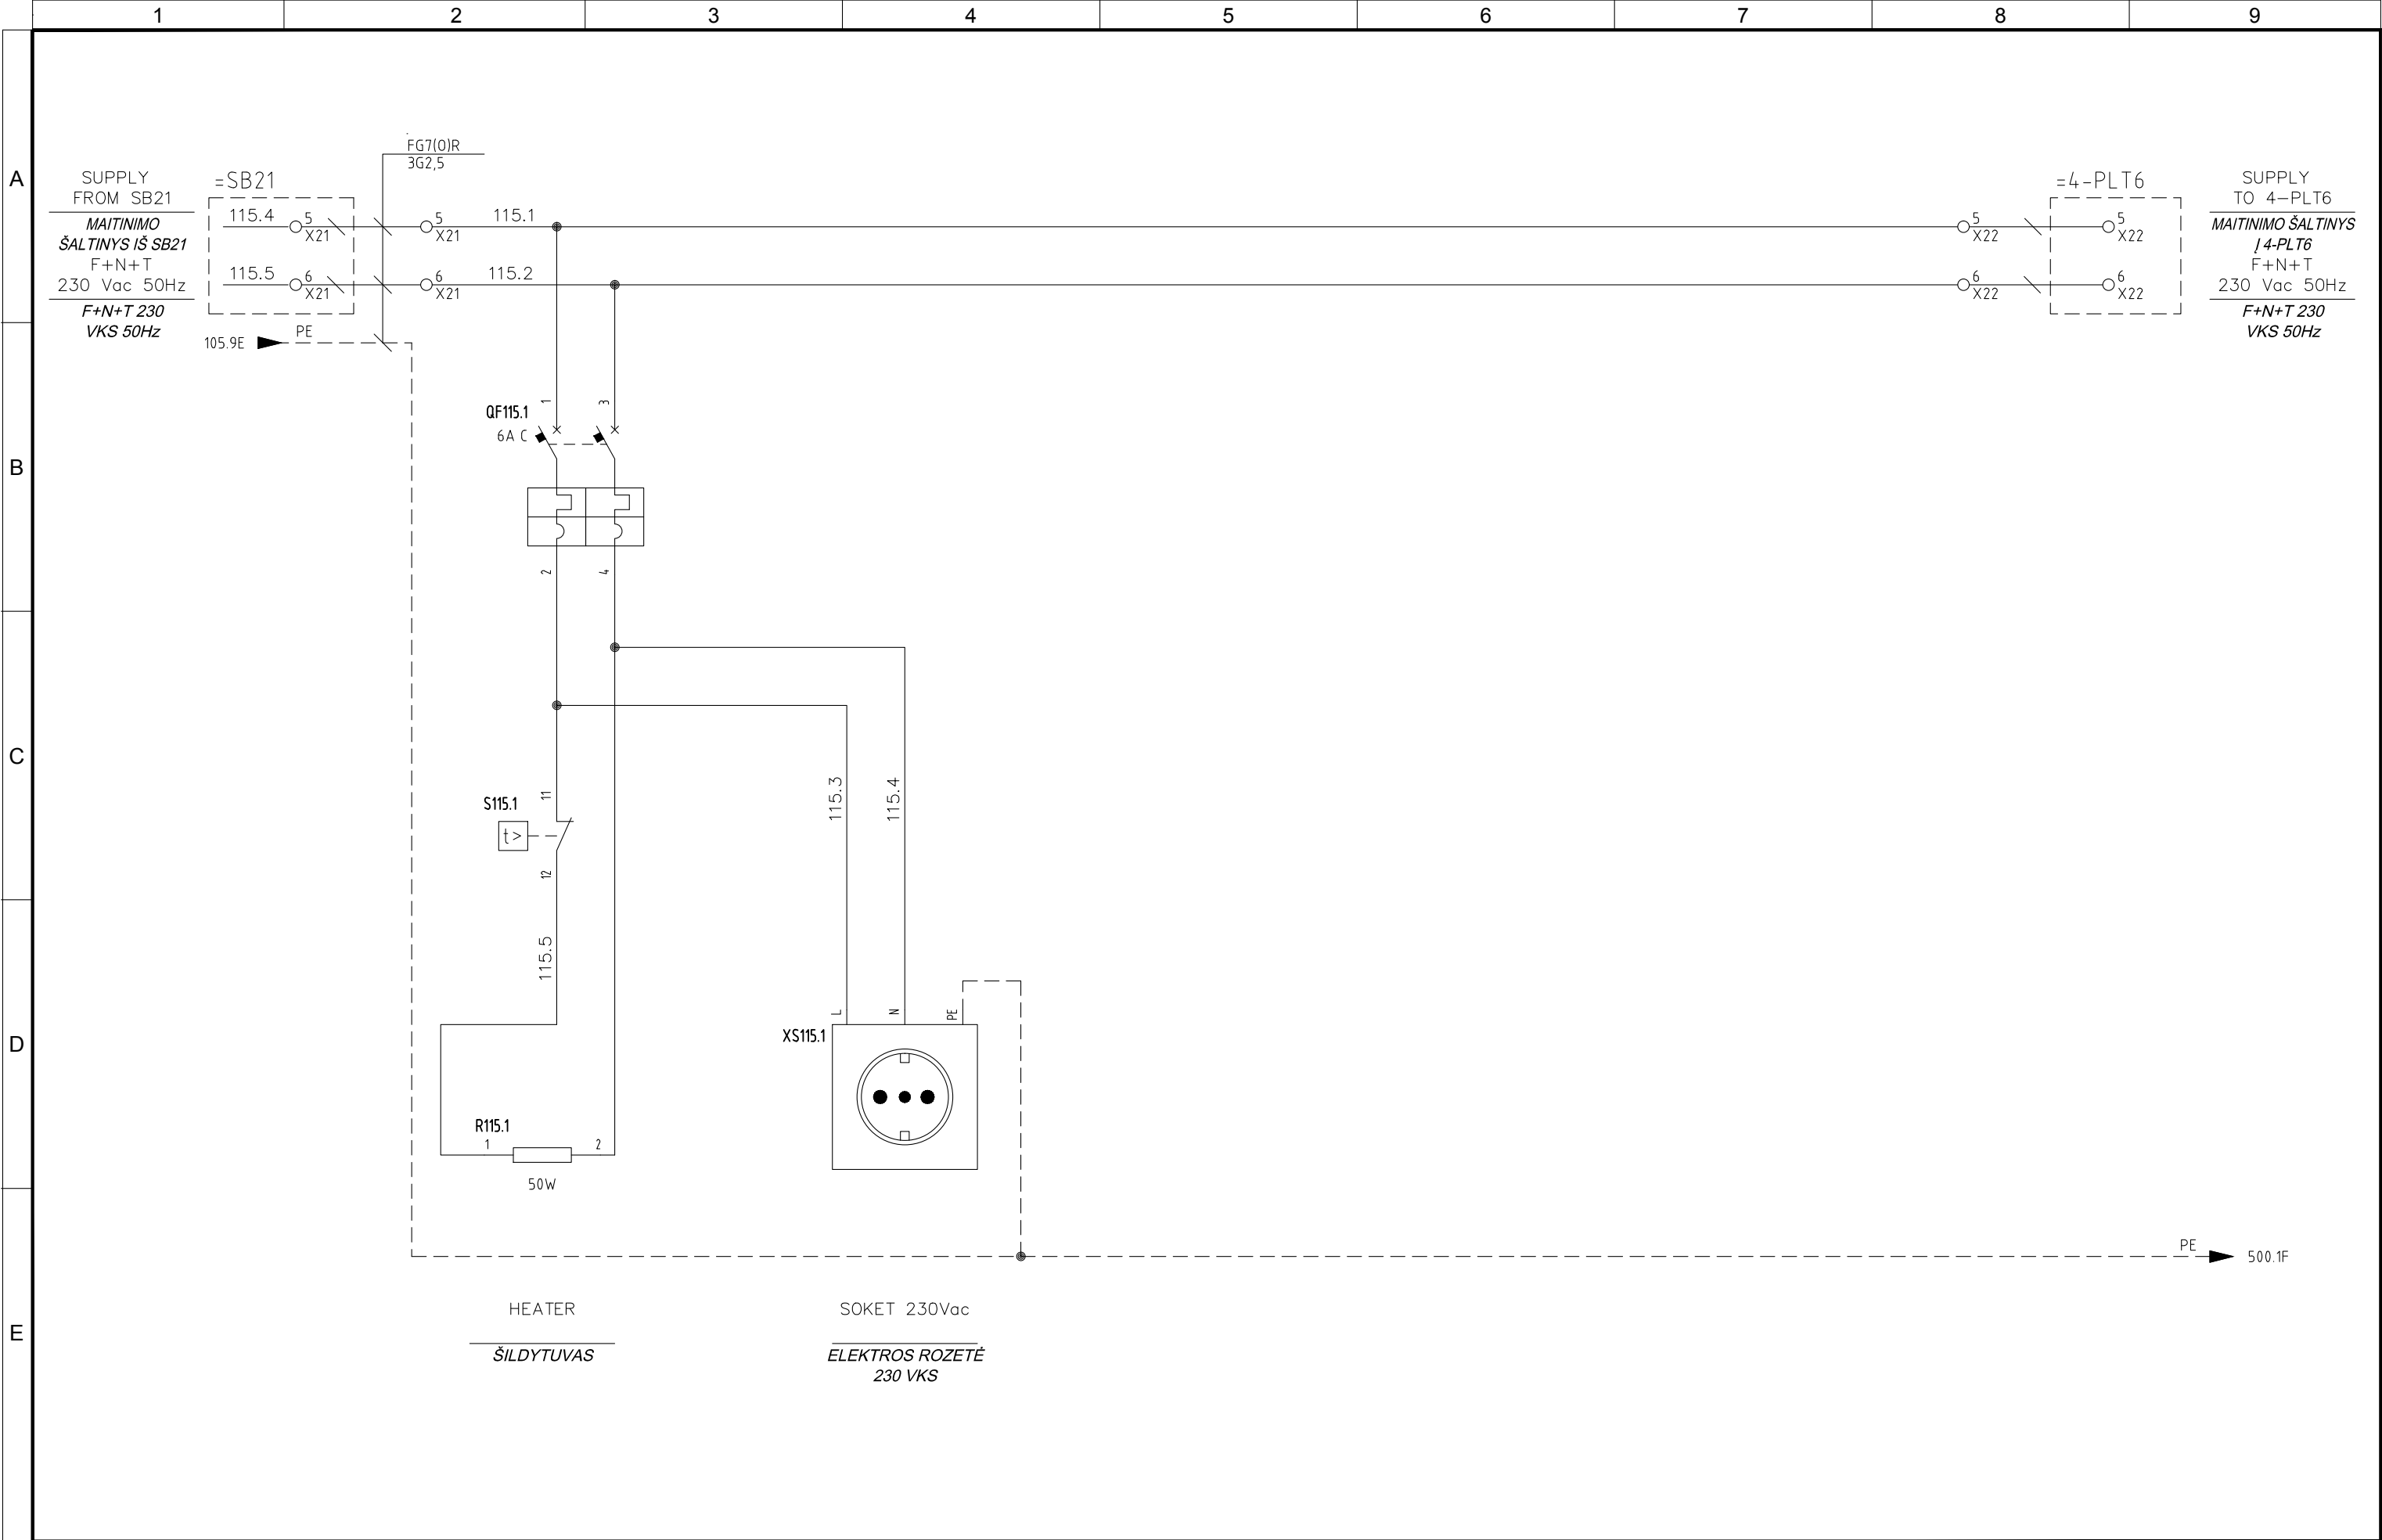 1 2 3 4 5 6 7 8 9
A
B
C
D
E
SUPPLY
FROM SB21
MAITINIMO
ŠALTINYS IŠ SB21
F+N+T
230 Vac 50Hz
F+N+T 230
VKS 50Hz
=SB21
115.4
5
X21
115.5
6
X21
FG7(O)R
3G2,5
5
X21
115.1
6
X21
115.2
105.9E
PE
=4-PLT6
5
X22
5
X22
6
X22
6
X22
SUPPLY
TO 4-PLT6
MAITINIMO ŠALTINYS
Į 4-PLT6
F+N+T
230 Vac 50Hz
F+N+T 230
VKS 50Hz
QF115.1
6A C
1
3
2
4
S115.1
t>
11
12
115.3
115.4
115.5
XS115.1
L
N
PE
R115.1
1
2
50W
PE
500.1F
HEATER
ŠILDYTUVAS
SOKET 230Vac
ELEKTROS ROZETĖ
230 VKS